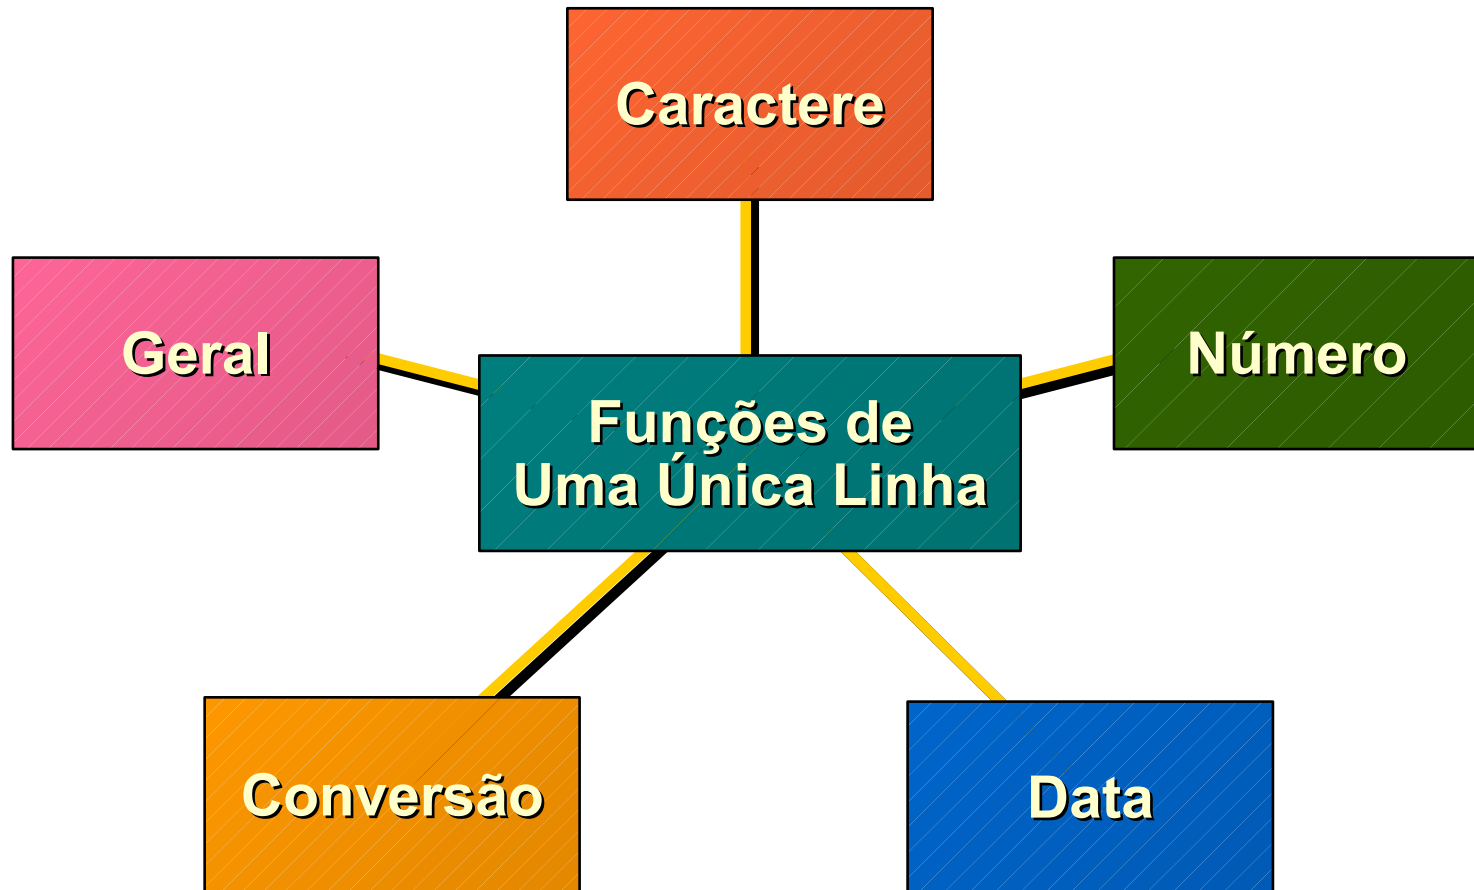 Caractere
Geral
Número
Funções de
Uma Única Linha
Conversão
Data